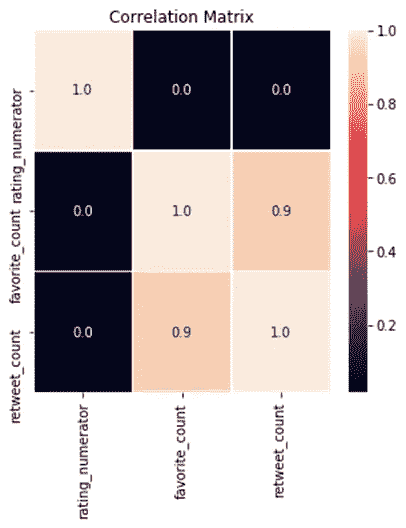 Correlation Matrix
rating_numerator
favorite_count
retweet_count
1.0 0.0 0.0
0.0 1.0 0.9
0.0 0.9 1.0
rating_numerator
favorite_count
retweet_count
1.0
0.8
0.6
0.4
0.2